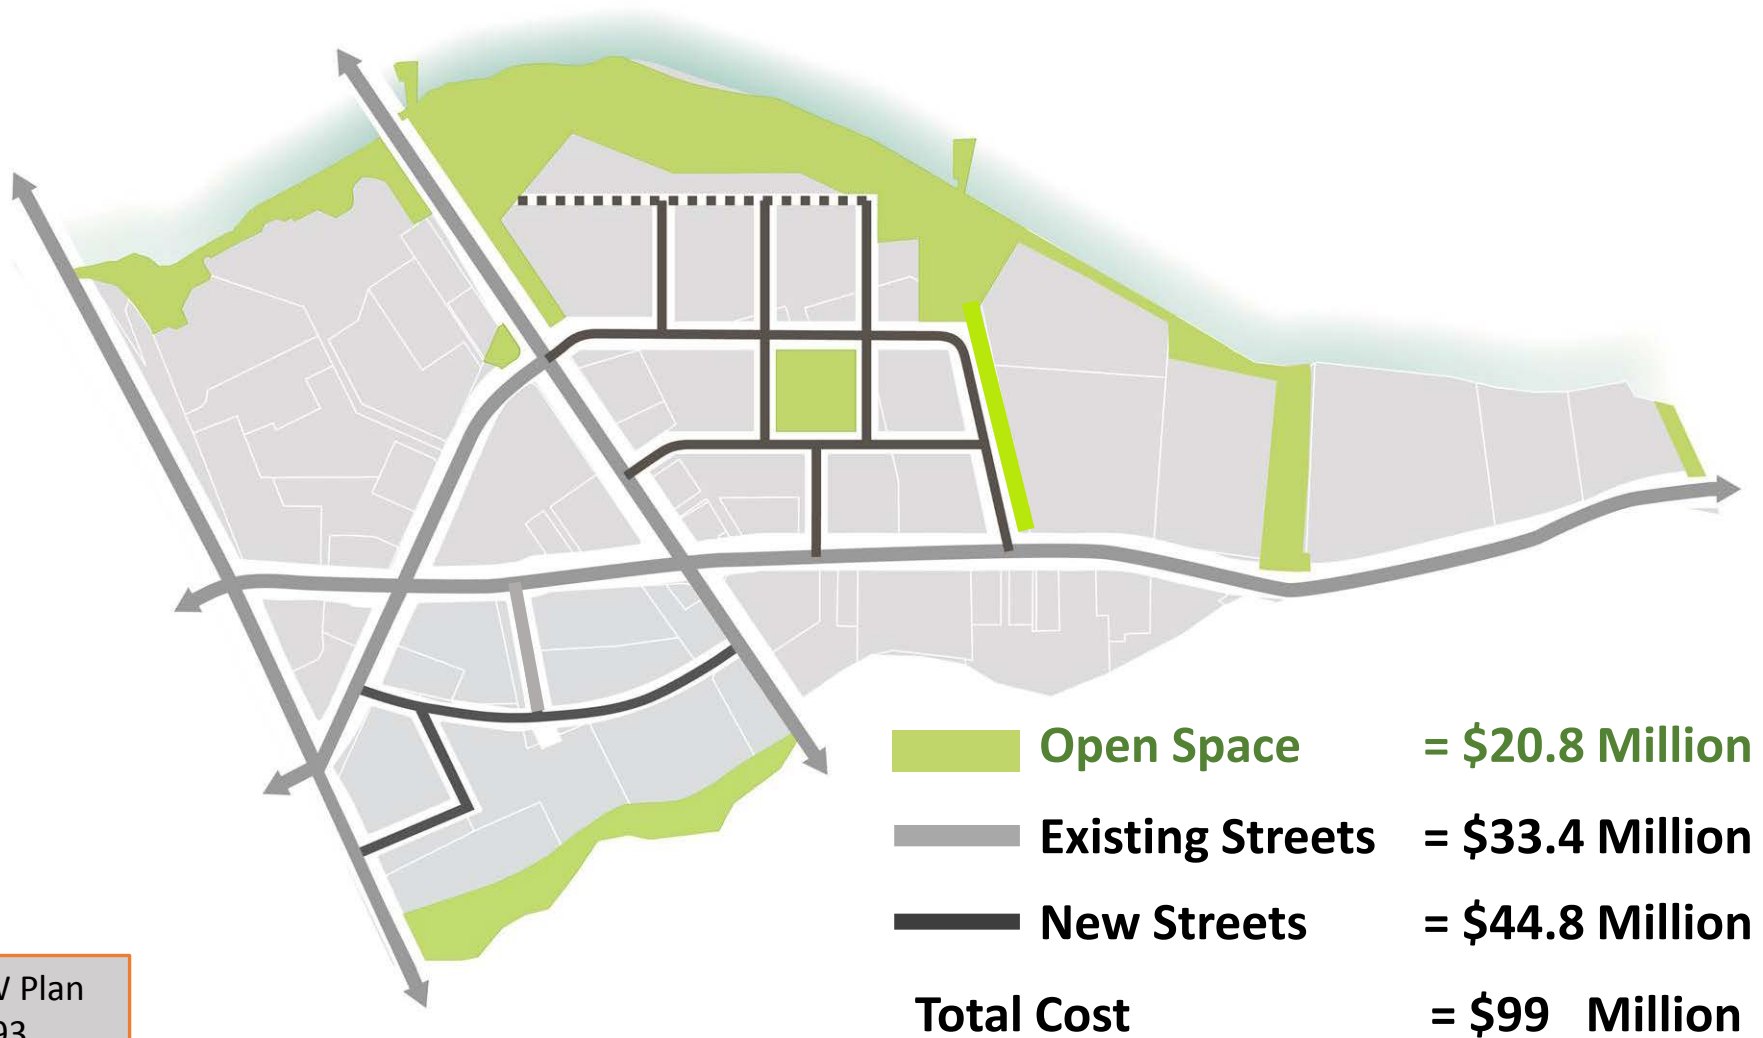 Open Space = $20.8 Million
Existing Streets = $33.4 Million
New Streets = $44.8 Million
Plan
Total Cost = $99 Million